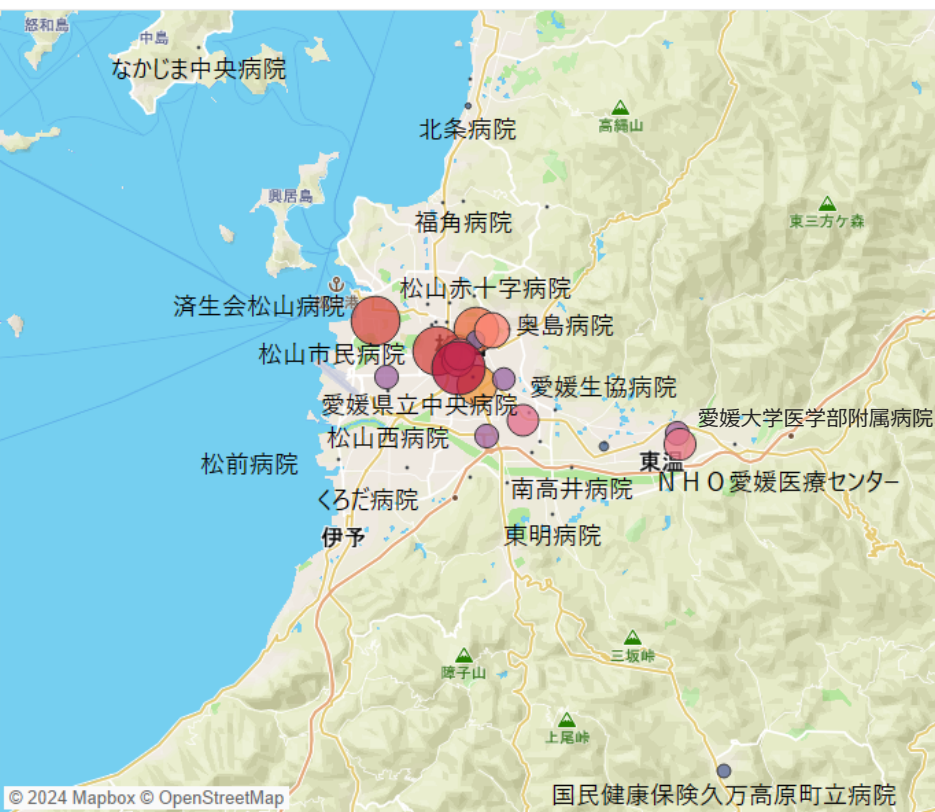 怒和島
中島
なかじま中央病院
北条病院
高縄山
興居島
東三方ケ森
福角病院
松山赤十字病院
済生会松山病院
港
奥島病院
松山市民病院
愛媛生協病院
愛媛県立中央病院
愛媛大学医学部附属病院
松山西病院
松前病院
東温
NHO愛媛医療センター
くろだ病院
南高井病院
伊予
東明病院
三坂峠
障子山
上尾峠
国民健康保険久万高原町立病院
© 2024 Mapbox © OpenStreetMap